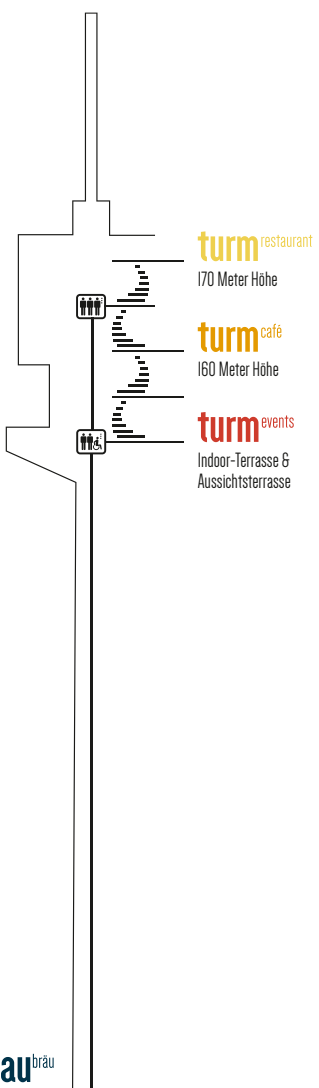 turm restaurant
170 Meter Höhe
turm café
160 Meter Höhe
turm events
Indoor-Terrasse &
Aussichtsterrasse
au bräu